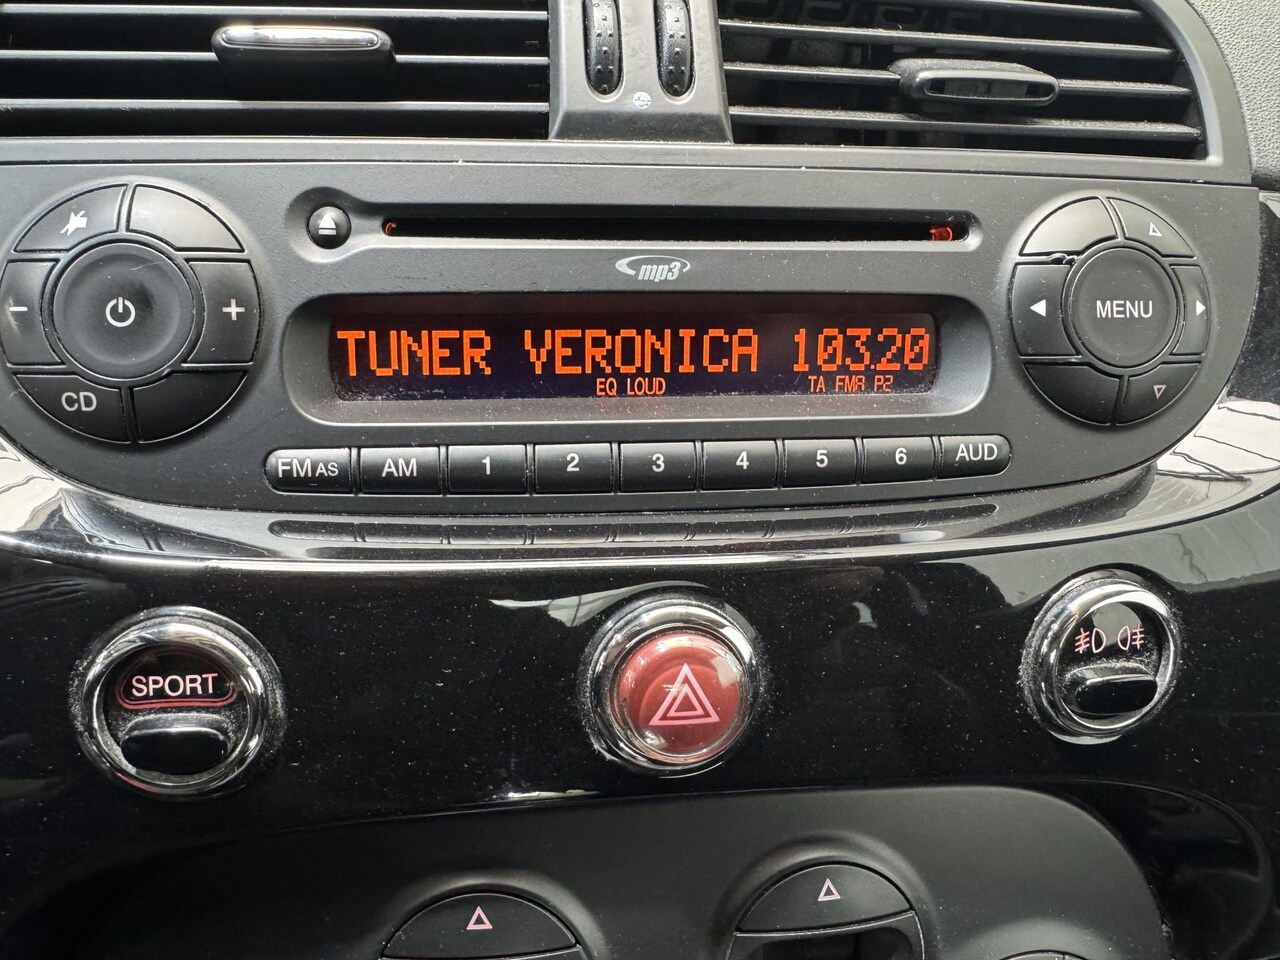 mp3
TUNER VERONICA 103.20
EQ LOUD TA FMA P2
- + MENU
CD
FM AS AM 1 2 3 4 5 6 AUD
SPORT